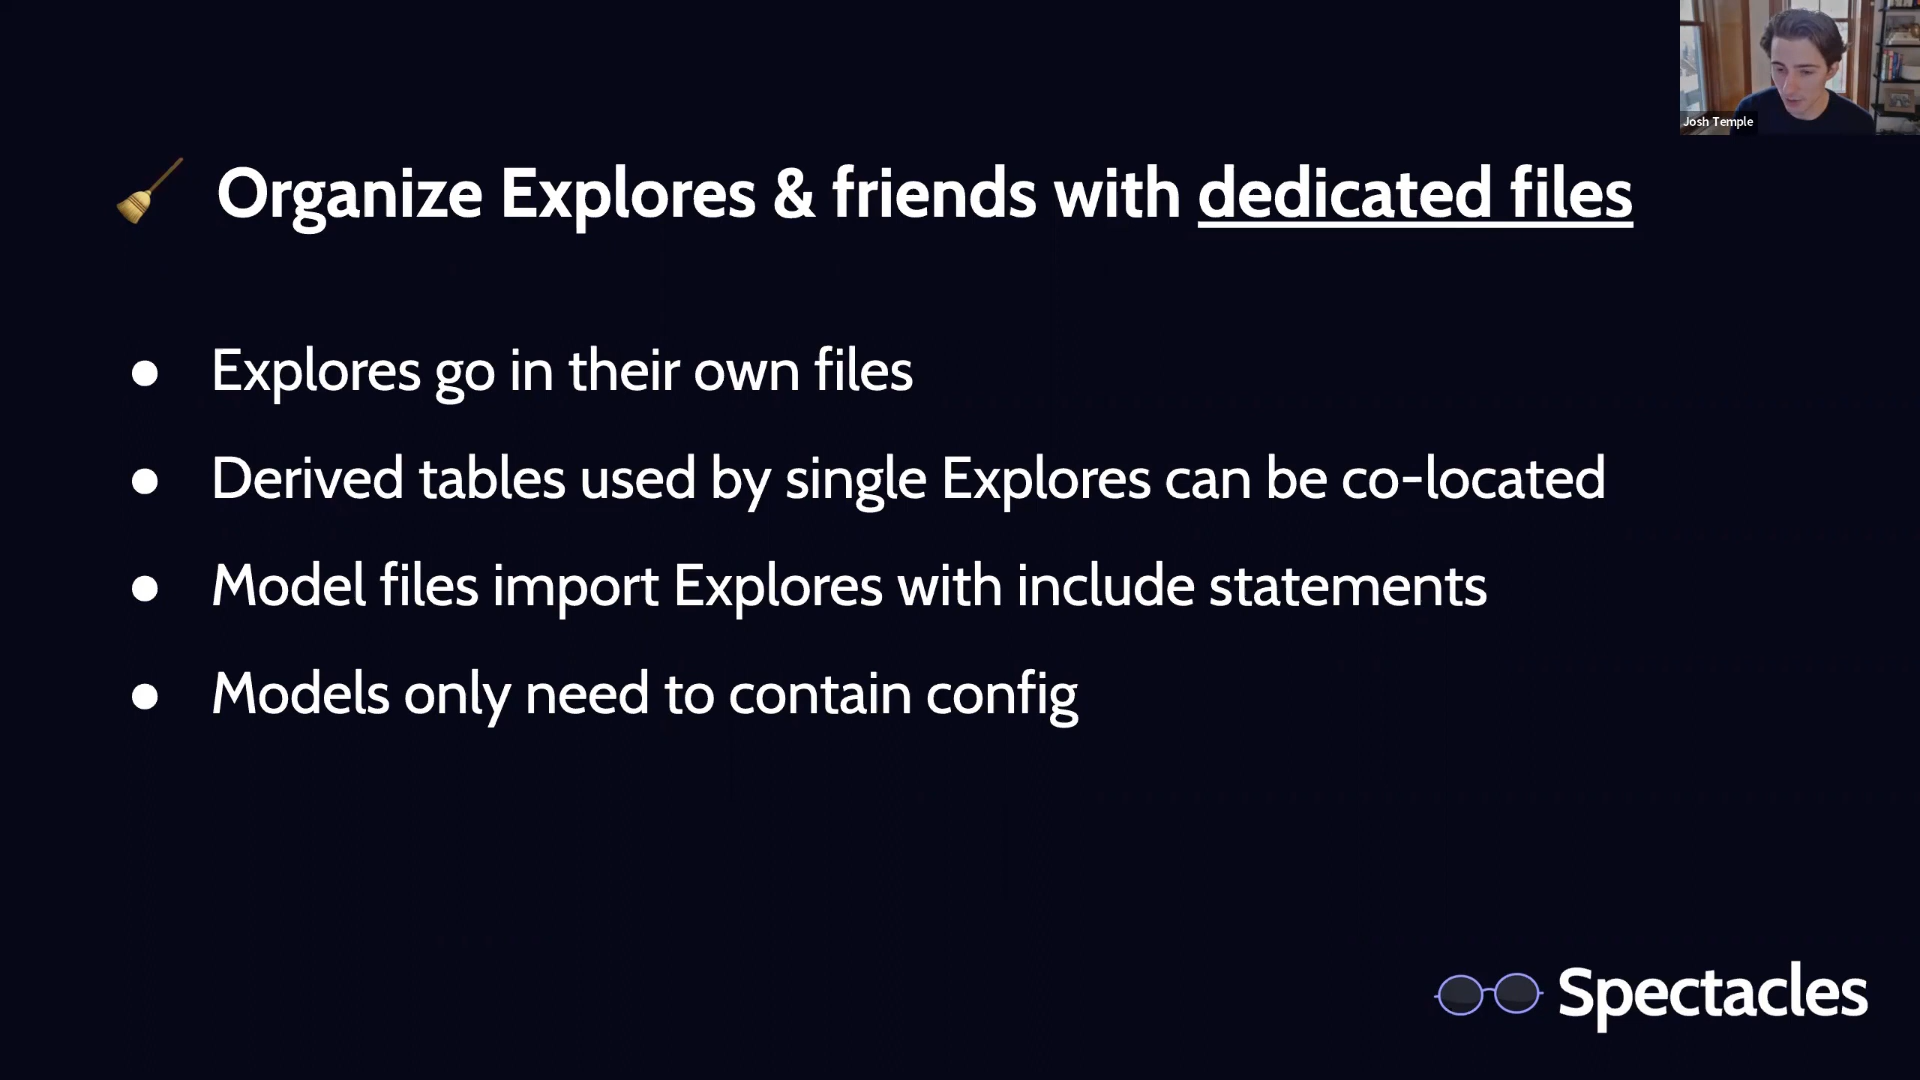 Josh Temple
Organize Explores & friends with dedicated files
Explores go in their own files
Derived tables used by single Explores can be co-located
Model files import Explores with include statements
Models only need to contain config
Spectacles